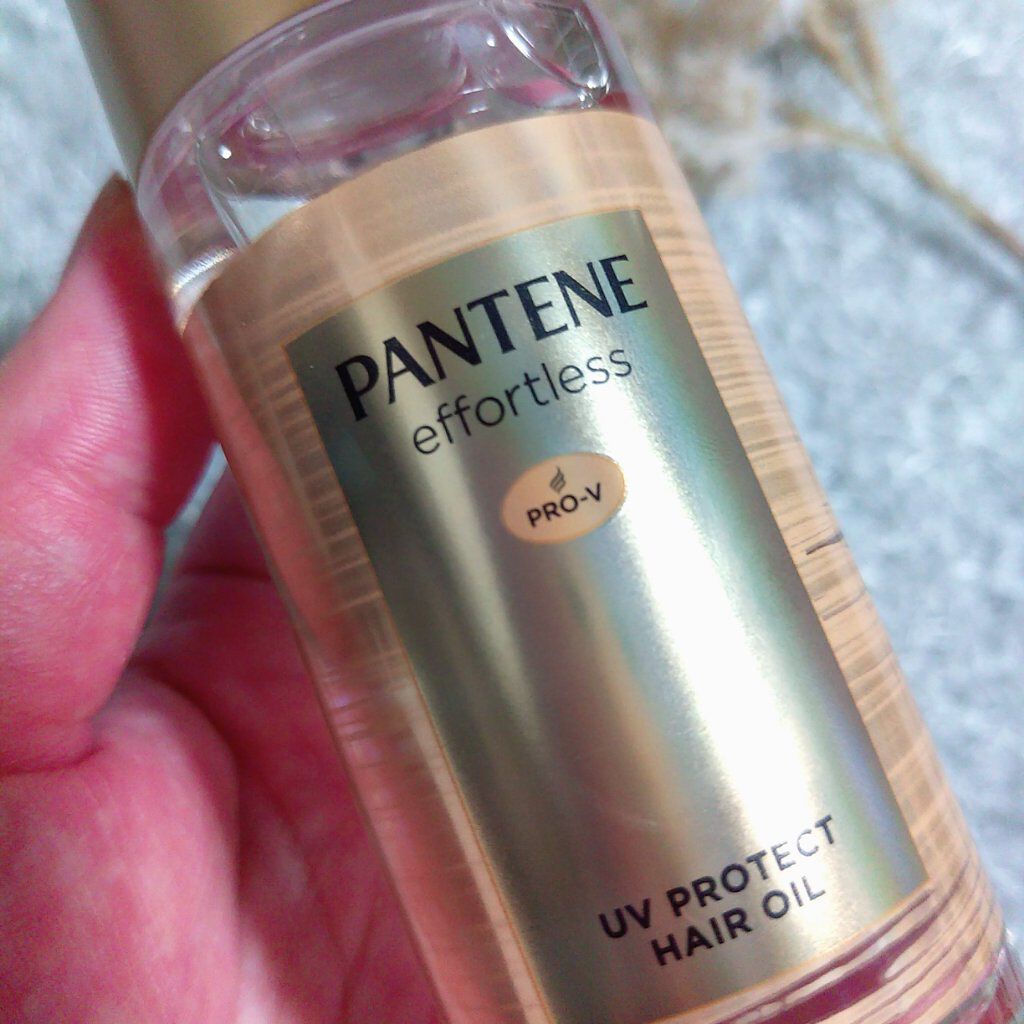 PANTENE
effortless
PRO-V
UV PROTECT
HAIR OIL